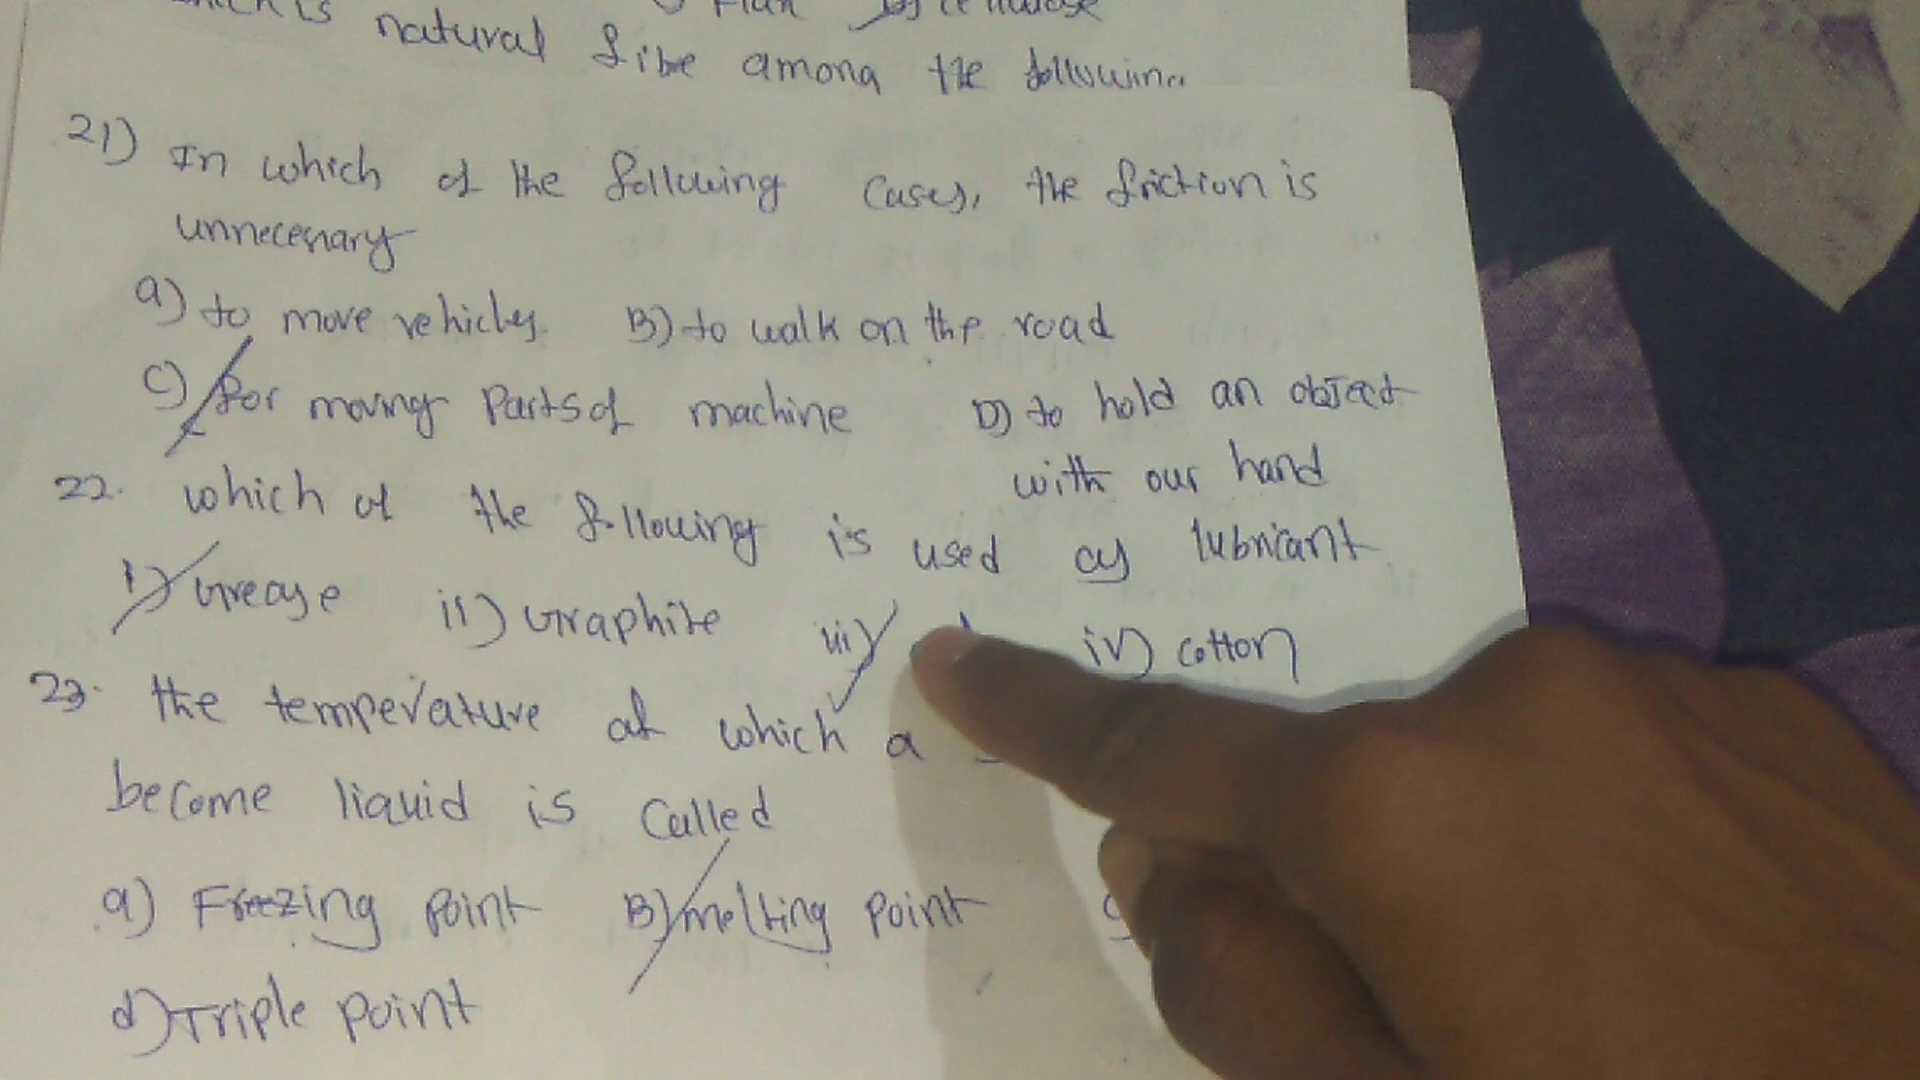 natural fibre among the following
21) In which of the following cases, the friction is
unnecessary
a) to move vehicles. B) to walk on the road
c) for moving parts of machine D) to hold an object
with our hand
22. which of the following is used as lubricant
i) Grease ii) Graphite iii) iv) cotton
23. the temperature at which a
become liquid is called
a) Freezing point B) melting point
d) Triple point